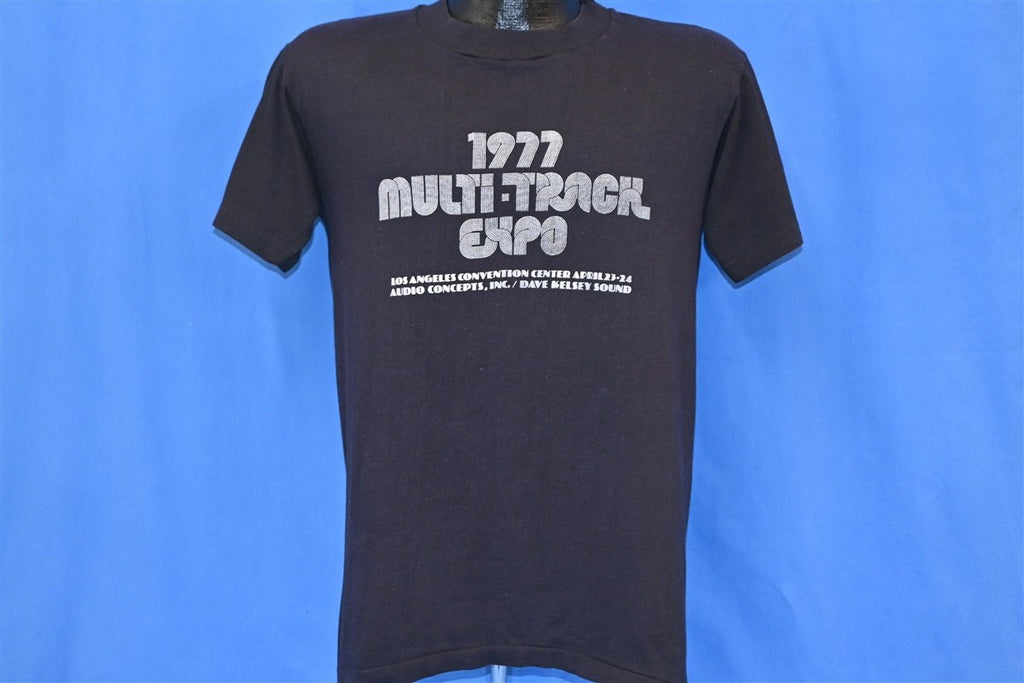 1977
MULTI-TRACK
EXPO
LOS ANGELES CONVENTION CENTER APRIL 23-24
AUDIO CONCEPTS, INC. / DAVE KELSEY SOUND